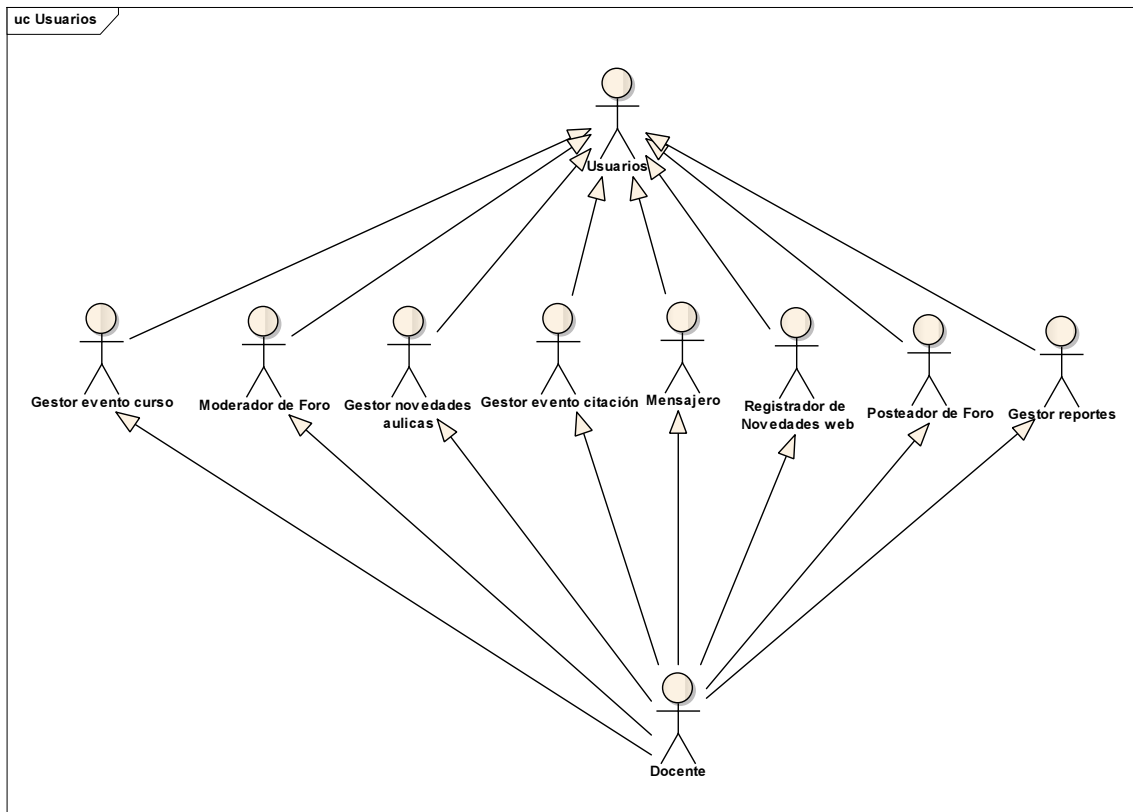 uc Usuarios
Usuarios
Gestor evento curso
Moderador de Foro
Gestor novedades
aulicas
Gestor evento citación
Mensajero
Registrador de
Novedades web
Posteador de Foro
Gestor reportes
Docente